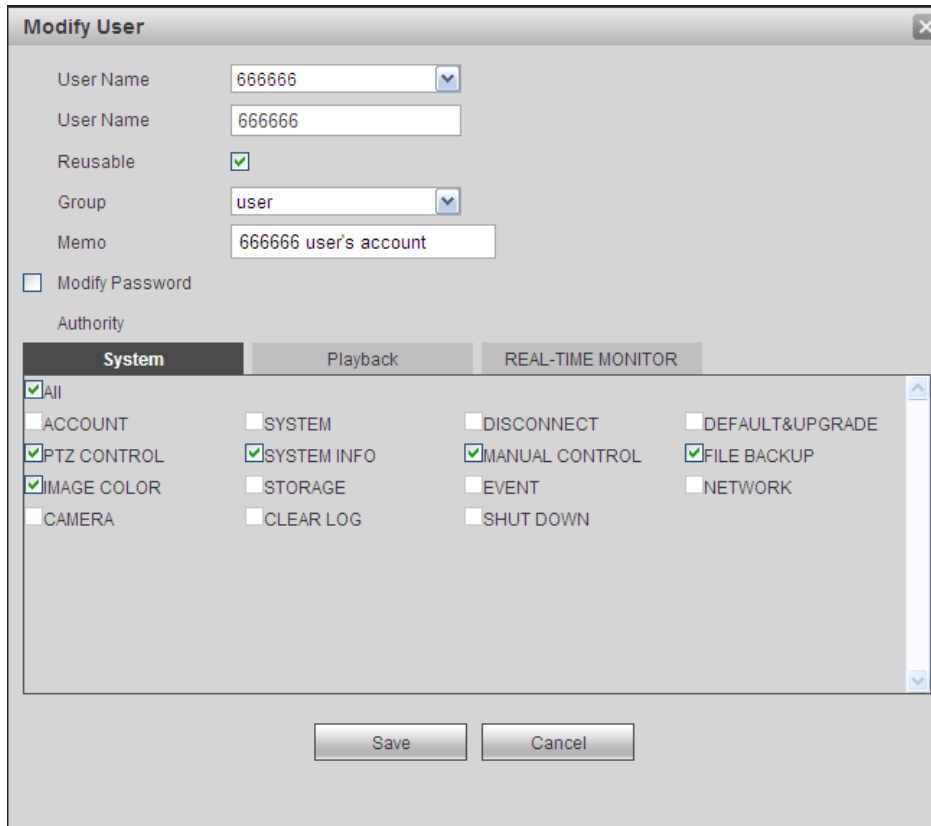 Modify User
User Name 666666
User Name 666666
Reusable
Group user
Memo 666666 user's account
Modify Password
Authority
System Playback REAL-TIME MONITOR
All
ACCOUNT SYSTEM DISCONNECT DEFAULT&UPGRADE
PTZ CONTROL SYSTEM INFO MANUAL CONTROL FILE BACKUP
IMAGE COLOR STORAGE EVENT NETWORK
CAMERA CLEAR LOG SHUT DOWN
Save Cancel